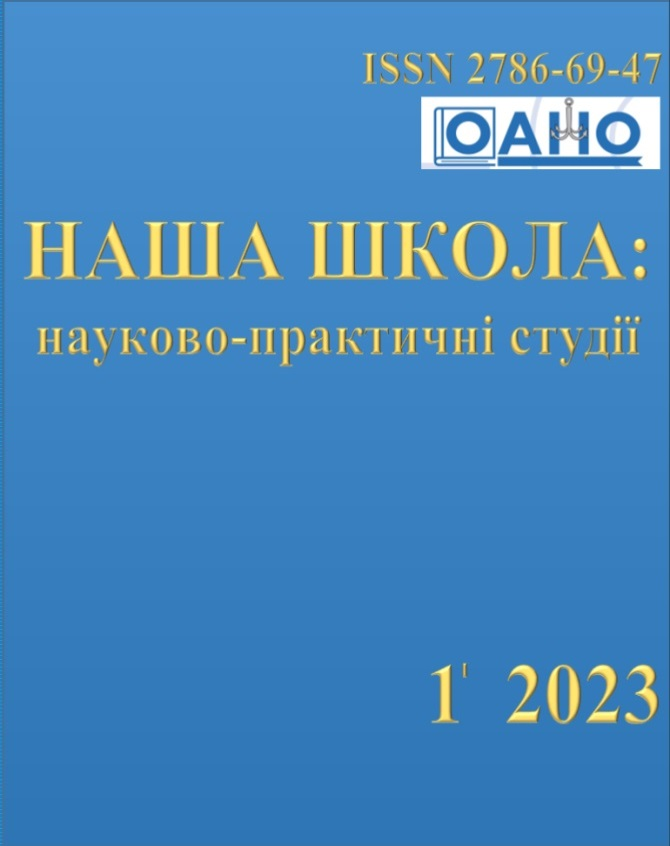 ISSN 2786-69-47
ОАНО
НАША ШКОЛА:
науково-практичні студії
1' 2023